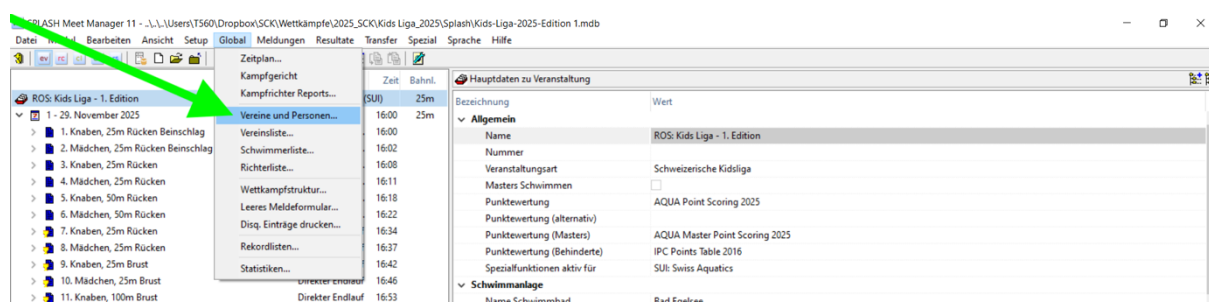 SPLASH Meet Manager 11 - ..\..\..\Users\T560\Dropbox\SCK\Wettkämpfe\2025_SCK\Kids Liga_2025\Splash\Kids-Liga-2025-Edition 1.mdb
Datei Modul Bearbeiten Ansicht Setup Global Meldungen Resultate Transfer Spezial Sprache Hilfe
ev rc
Zeitplan...
Kampfgericht
Kampfrichter Reports...
Vereine und Personen...
Vereinsliste...
Schwimmerliste...
Richterliste...
Wettkampfstruktur...
Leeres Meldeformular...
Disq. Einträge drucken...
Rekordlisten...
Statistiken...
Zeit Bahnl.
ROS: Kids Liga - 1. Edition (SUI) 25m
1 - 29. November 2025 16:00 25m
1. Knaben, 25m Rücken Beinschlag 16:00
2. Mädchen, 25m Rücken Beinschlag 16:02
3. Knaben, 25m Rücken 16:08
4. Mädchen, 25m Rücken 16:11
5. Knaben, 50m Rücken 16:18
6. Mädchen, 50m Rücken 16:22
7. Knaben, 25m Rücken 16:34
8. Mädchen, 25m Rücken 16:37
9. Knaben, 25m Brust 16:42
10. Mädchen, 25m Brust Direkter Endlauf 16:46
11. Knaben, 100m Brust Direkter Endlauf 16:53
Hauptdaten zu Veranstaltung
Bezeichnung Wert
Allgemein
Name ROS: Kids Liga - 1. Edition
Nummer
Veranstaltungsart Schweizerische Kidsliga
Masters Schwimmen
Punktewertung AQUA Point Scoring 2025
Punktewertung (alternativ)
Punktewertung (Masters) AQUA Master Point Scoring 2025
Punktewertung (Behinderte) IPC Points Table 2016
Spezialfunktionen aktiv für SUI: Swiss Aquatics
Schwimmanlage
Name Schwimmbad Bad Egelsee